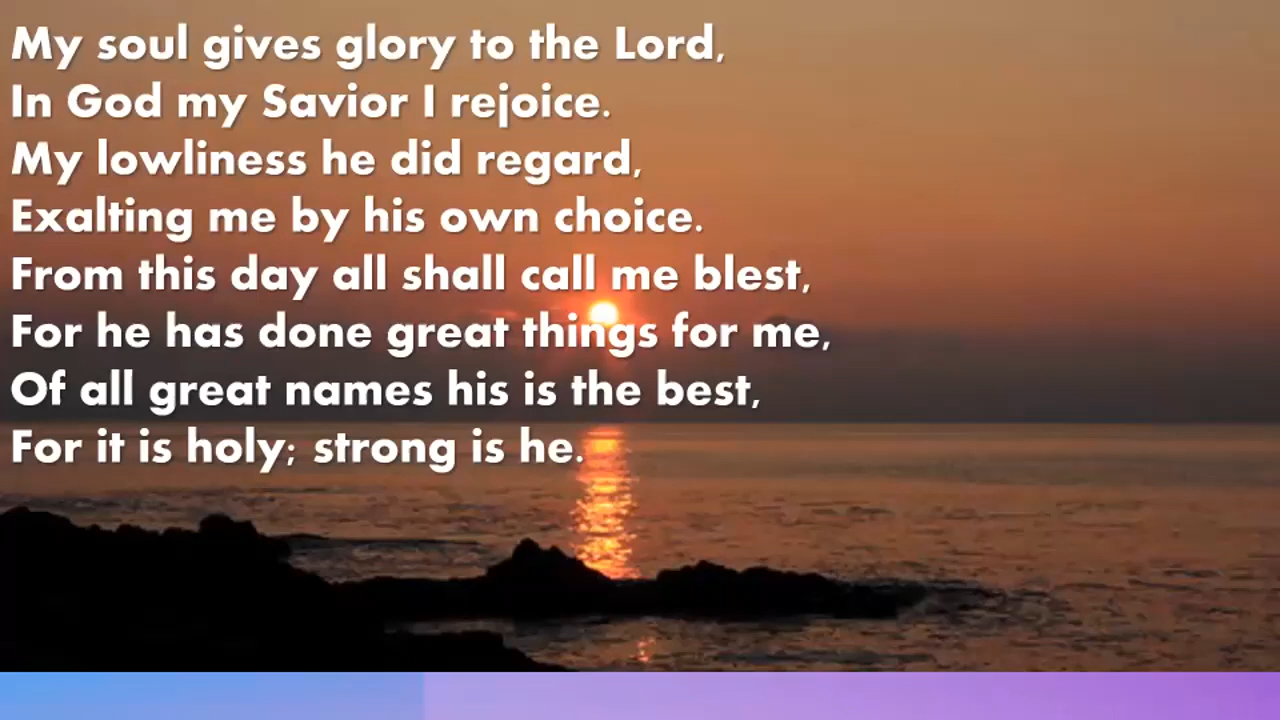 My soul gives glory to the Lord,
In God my Savior I rejoice.
My lowliness he did regard,
Exalting me by his own choice.
From this day all shall call me blest,
For he has done great things for me,
Of all great names his is the best,
For it is holy; strong is he.